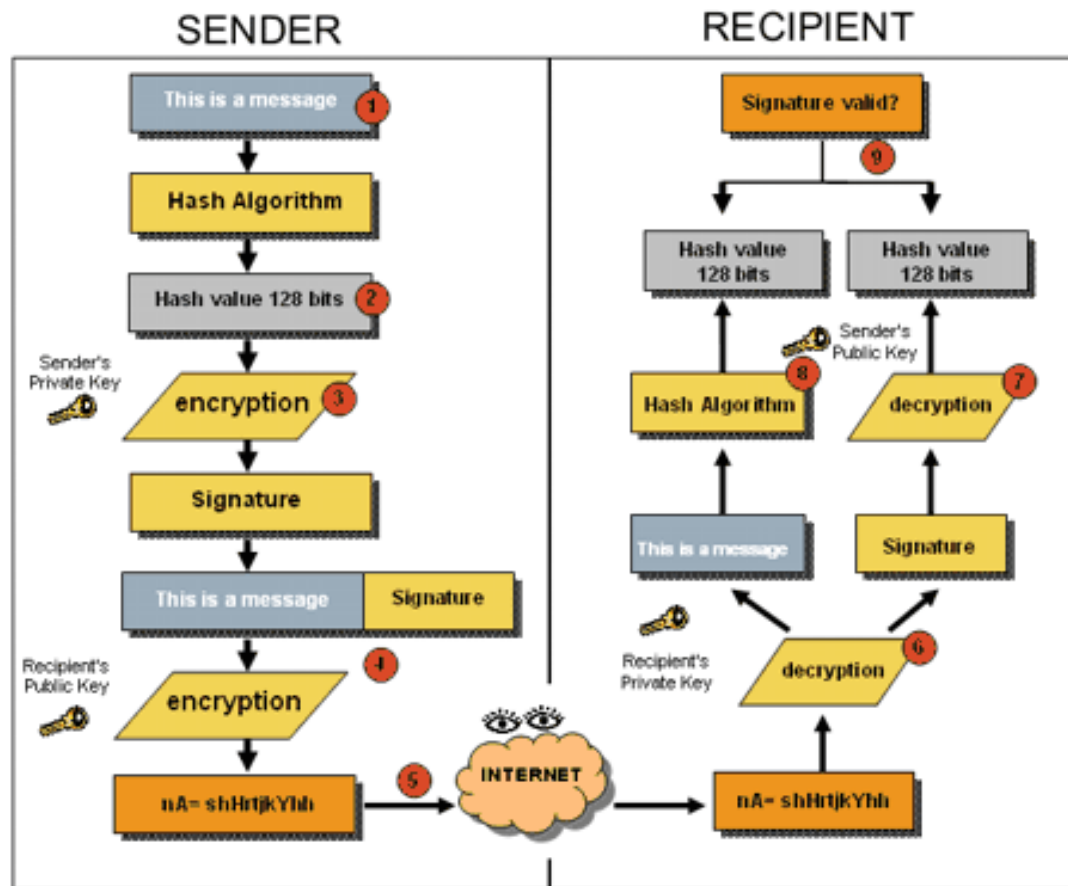 SENDER
This is a message
1
Hash Algorithm
Hash value 128 bits
2
Sender's
Private Key
encryption
3
Signature
This is a message
Signature
4
Recipient's
Public Key
encryption
nA= shHrtjkYhh
5
INTERNET
RECIPIENT
Signature valid?
9
Hash value
128 bits
Hash value
128 bits
Sender's
Public Key
8
7
Hash Algorithm
decryption
This is a message
Signature
Recipient's
Private Key
6
decryption
nA= shHrtjkYhh